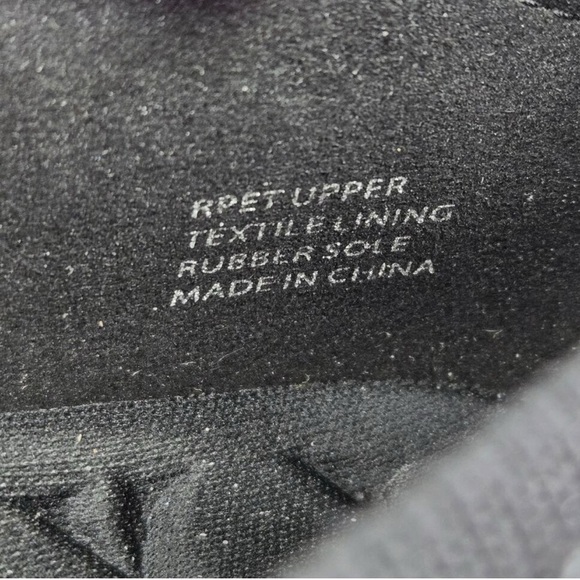 RPET UPPER
TEXTILE LINING
RUBBER SOLE
MADE IN CHINA